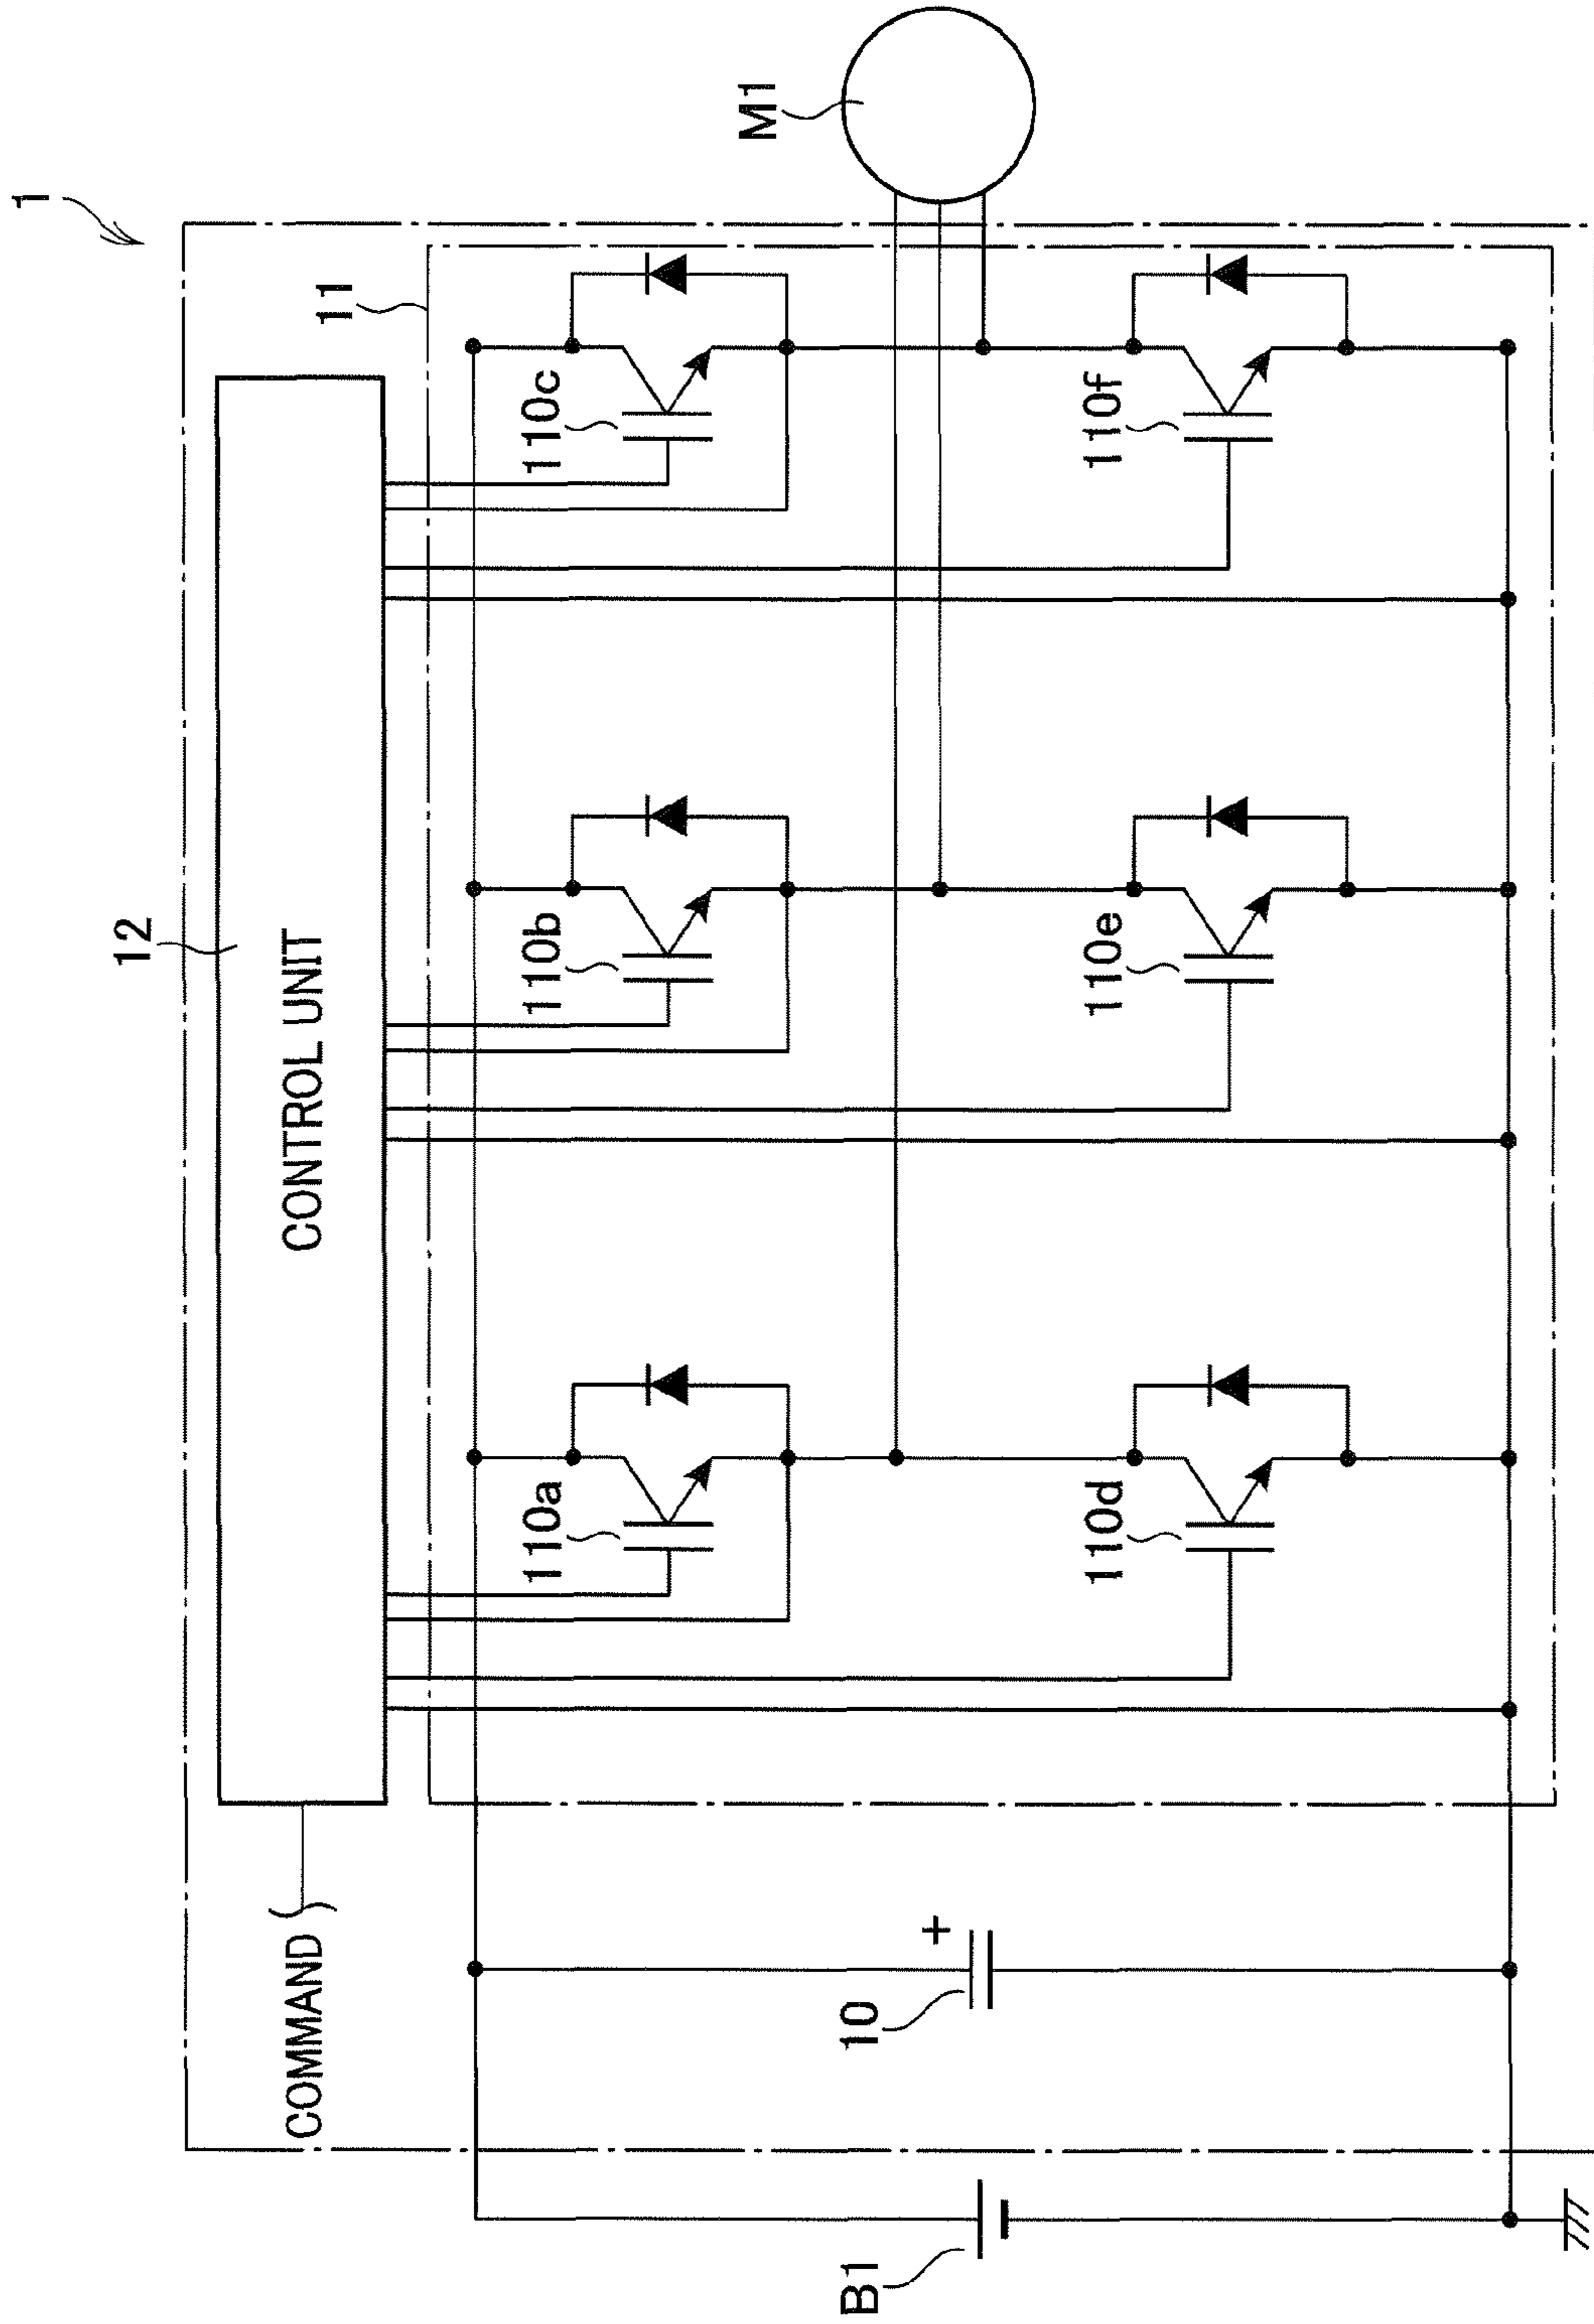 1
11
12
CONTROL UNIT
COMMAND
110a
110b
110c
110d
110e
110f
M1
10
+
B1